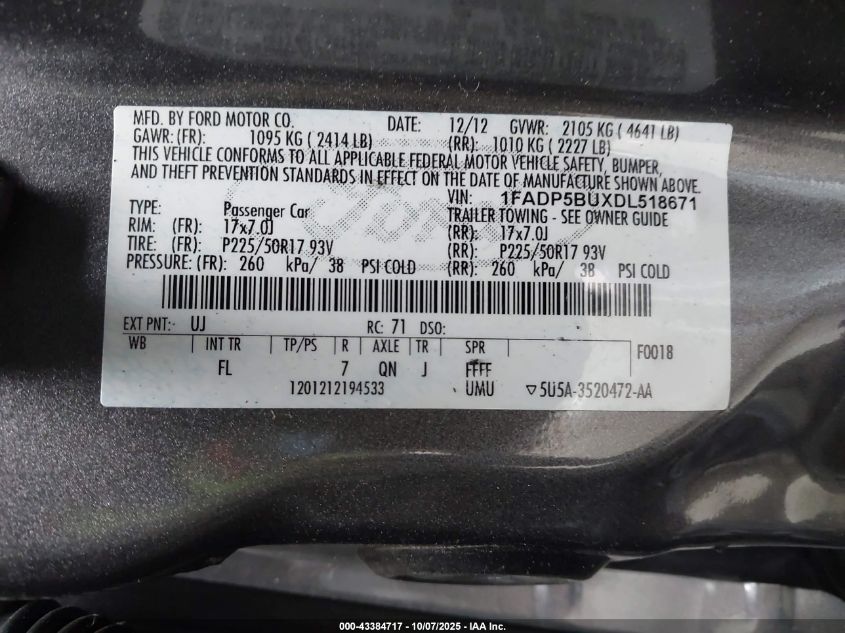 MFD. BY FORD MOTOR CO. DATE: 12/12 GVWR: 2105 KG ( 4641 LB)
GAWR: (FR): 1095 KG ( 2414 LB) (RR): 1010 KG ( 2227 LB)
THIS VEHICLE CONFORMS TO ALL APPLICABLE FEDERAL MOTOR VEHICLE SAFETY, BUMPER,
AND THEFT PREVENTION STANDARDS IN EFFECT ON THE DATE OF MANUFACTURE SHOWN ABOVE.
VIN: 1FADP5BUXDL518671
TYPE: Passenger Car TRAILER TOWING - SEE OWNER GUIDE
RIM: (FR): 17x7.0J (RR): 17x7.0J
TIRE: (FR): P225/50R17 93V (RR): P225/50R17 93V
PRESSURE: (FR): 260 kPa/ 38 PSI COLD (RR): 260 kPa/ 38 PSI COLD
EXT PNT: UJ RC: 71 DSO:
WB INT TR TP/PS R AXLE TR SPR F0018
FL 7 QN J FFFF
1201212194533 UMU ▽5U5A-3520472-AA
000-43384717 - 10/07/2025 - IAA Inc.